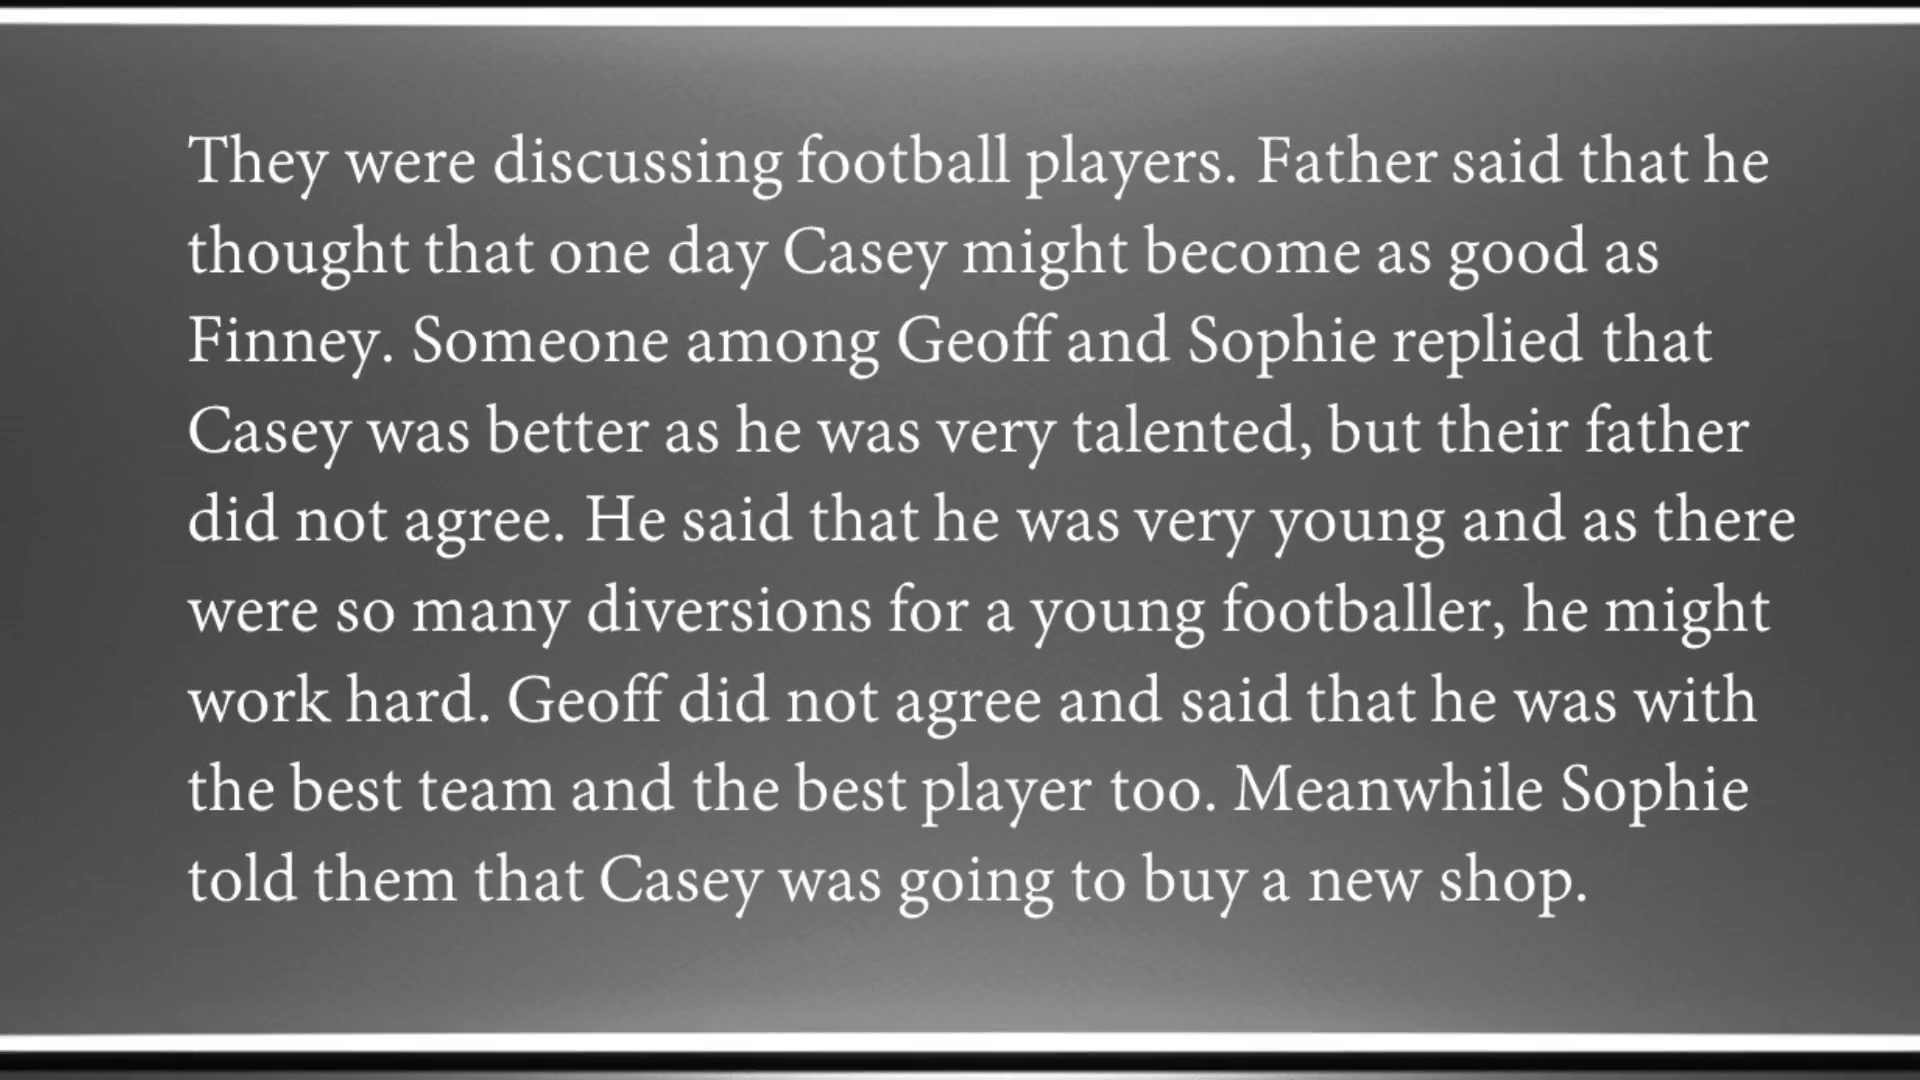 They were discussing football players. Father said that he
thought that one day Casey might become as good as
Finney. Someone among Geoff and Sophie replied that
Casey was better as he was very talented, but their father
did not agree. He said that he was very young and as there
were so many diversions for a young footballer, he might
work hard. Geoff did not agree and said that he was with
the best team and the best player too. Meanwhile Sophie
told them that Casey was going to buy a new shop.